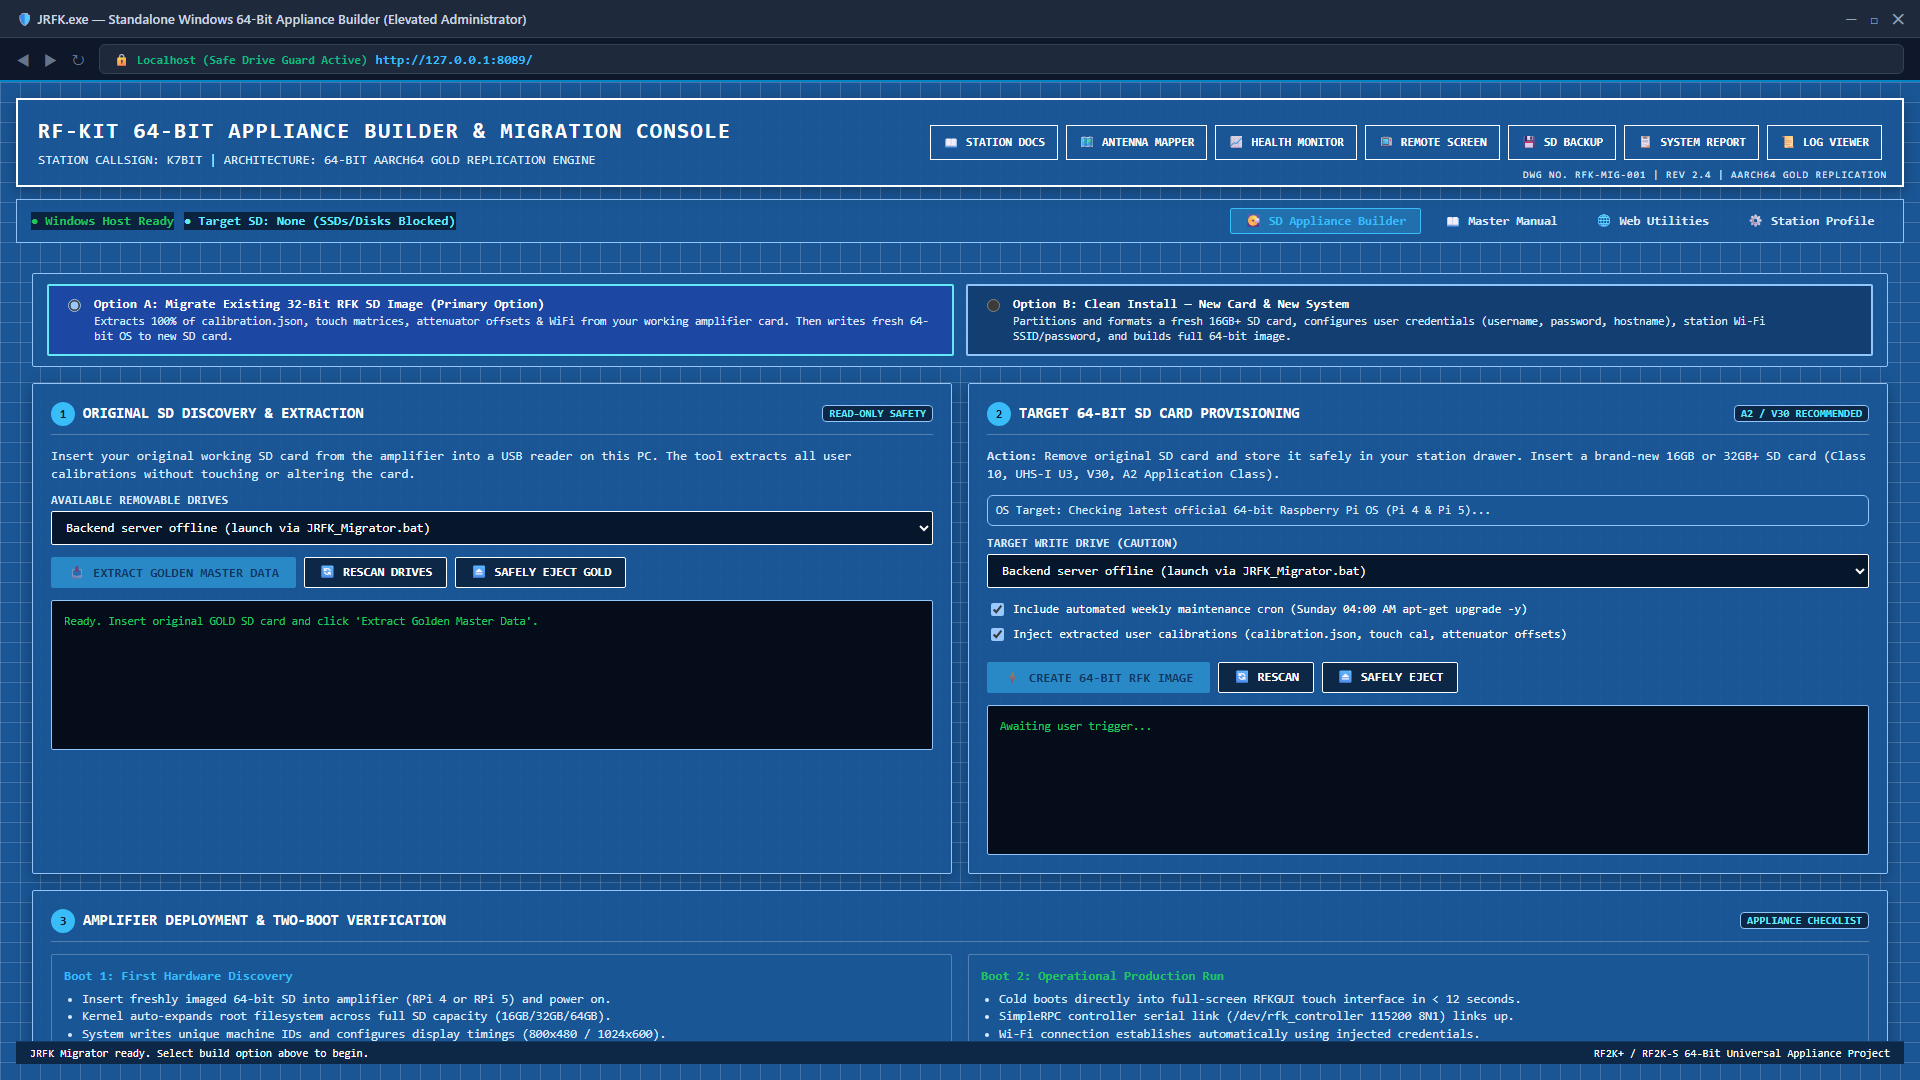 JRFK.exe — Standalone Windows 64-Bit Appliance Builder (Elevated Administrator)
Localhost (Safe Drive Guard Active) http://127.0.0.1:8089/
RF-KIT 64-BIT APPLIANCE BUILDER & MIGRATION CONSOLE
STATION CALLSIGN: K7BIT | ARCHITECTURE: 64-BIT AARCH64 GOLD REPLICATION ENGINE
STATION DOCS
ANTENNA MAPPER
HEALTH MONITOR
REMOTE SCREEN
SD BACKUP
SYSTEM REPORT
LOG VIEWER
DWG NO. RFK-MIG-001 | REV 2.4 | AARCH64 GOLD REPLICATION
● Windows Host Ready
● Target SD: None (SSDs/Disks Blocked)
SD Appliance Builder
Master Manual
Web Utilities
Station Profile
Option A: Migrate Existing 32-Bit RFK SD Image (Primary Option)
Extracts 100% of calibration.json, touch matrices, attenuator offsets & WiFi from your working amplifier card. Then writes fresh 64-
bit OS to new SD card.
Option B: Clean Install — New Card & New System
Partitions and formats a fresh 16GB+ SD card, configures user credentials (username, password, hostname), station Wi-Fi
SSID/password, and builds full 64-bit image.
1 ORIGINAL SD DISCOVERY & EXTRACTION
READ-ONLY SAFETY
Insert your original working SD card from the amplifier into a USB reader on this PC. The tool extracts all user
calibrations without touching or altering the card.
AVAILABLE REMOVABLE DRIVES
Backend server offline (launch via JRFK_Migrator.bat)
EXTRACT GOLDEN MASTER DATA
RESCAN DRIVES
SAFELY EJECT GOLD
Ready. Insert original GOLD SD card and click 'Extract Golden Master Data'.
2 TARGET 64-BIT SD CARD PROVISIONING
A2 / V30 RECOMMENDED
Action: Remove original SD card and store it safely in your station drawer. Insert a brand-new 16GB or 32GB+ SD card (Class
10, UHS-I U3, V30, A2 Application Class).
OS Target: Checking latest official 64-bit Raspberry Pi OS (Pi 4 & Pi 5)...
TARGET WRITE DRIVE (CAUTION)
Backend server offline (launch via JRFK_Migrator.bat)
Include automated weekly maintenance cron (Sunday 04:00 AM apt-get upgrade -y)
Inject extracted user calibrations (calibration.json, touch cal, attenuator offsets)
CREATE 64-BIT RFK IMAGE
RESCAN
SAFELY EJECT
Awaiting user trigger...
3 AMPLIFIER DEPLOYMENT & TWO-BOOT VERIFICATION
APPLIANCE CHECKLIST
Boot 1: First Hardware Discovery
• Insert freshly imaged 64-bit SD into amplifier (RPi 4 or RPi 5) and power on.
• Kernel auto-expands root filesystem across full SD capacity (16GB/32GB/64GB).
• System writes unique machine IDs and configures display timings (800x480 / 1024x600).
Boot 2: Operational Production Run
• Cold boots directly into full-screen RFKGUI touch interface in < 12 seconds.
• SimpleRPC controller serial link (/dev/rfk_controller 115200 8N1) links up.
• Wi-Fi connection establishes automatically using injected credentials.
JRFK Migrator ready. Select build option above to begin.
RF2K+ / RF2K-S 64-Bit Universal Appliance Project